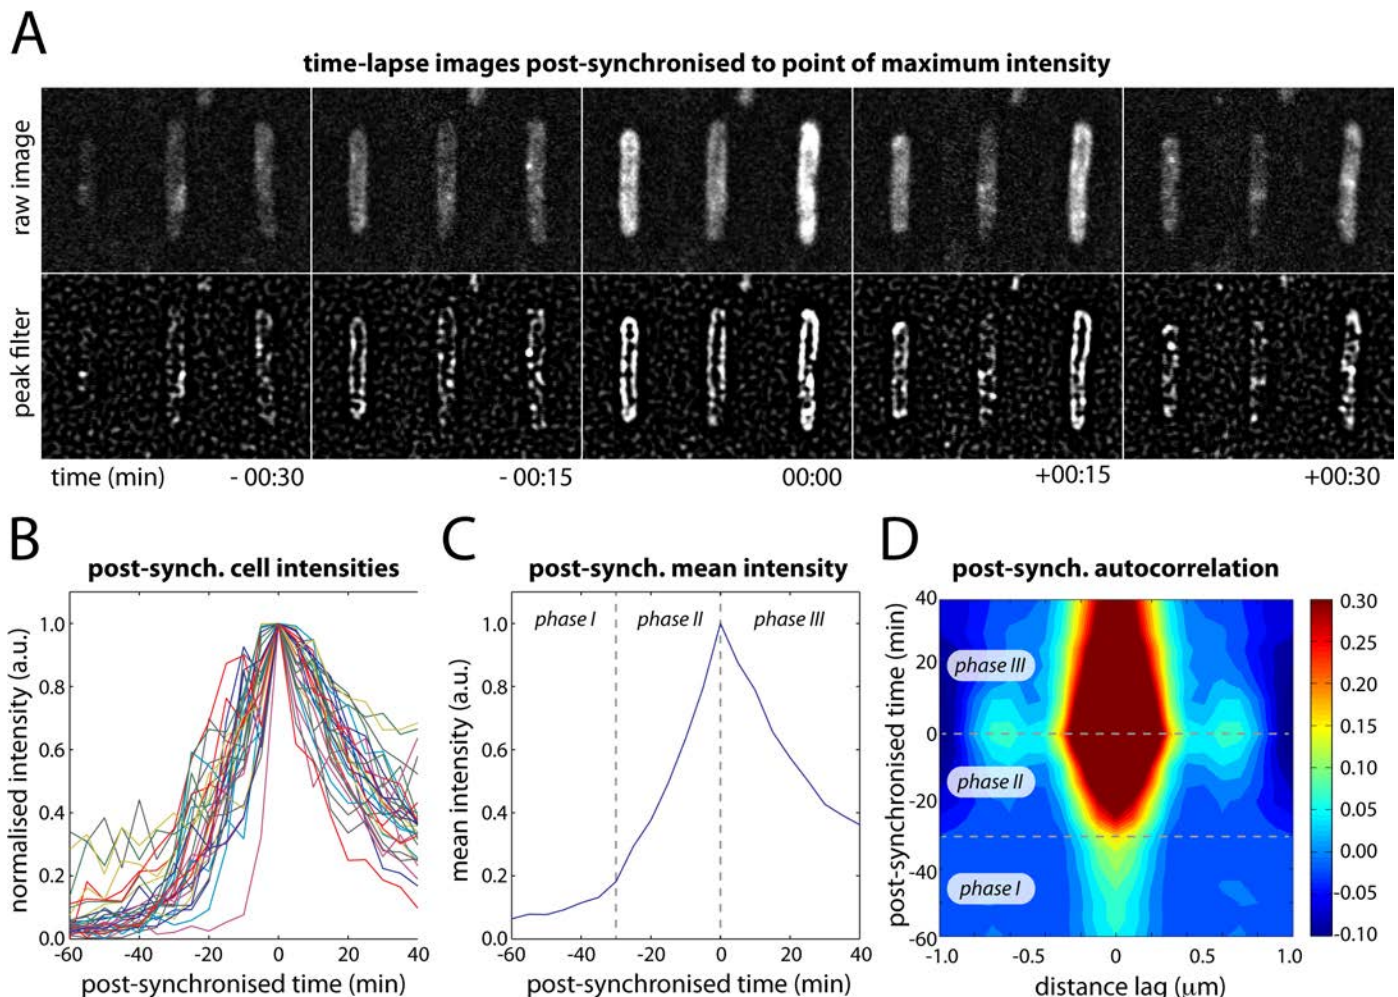 A
time-lapse images post-synchronised to point of maximum intensity
raw image
peak filter
time (min) - 00:30 - 00:15 00:00 +00:15 +00:30
B
post-synch. cell intensities
normalised intensity (a.u.)
1.0
0.8
0.6
0.4
0.2
0.0
-60 -40 -20 0 20 40
post-synchronised time (min)
C
post-synch. mean intensity
phase I phase II phase III
mean intensity (a.u.)
1.0
0.8
0.6
0.4
0.2
0.0
-60 -40 -20 0 20 40
post-synchronised time (min)
D
post-synch. autocorrelation
post-synchronised time (min)
40
20
0
-20
-40
-60
phase III
phase II
phase I
-1.0 -0.5 0 0.5 1.0
distance lag (μm)
0.30
0.25
0.20
0.15
0.10
0.05
0.00
-0.05
-0.10